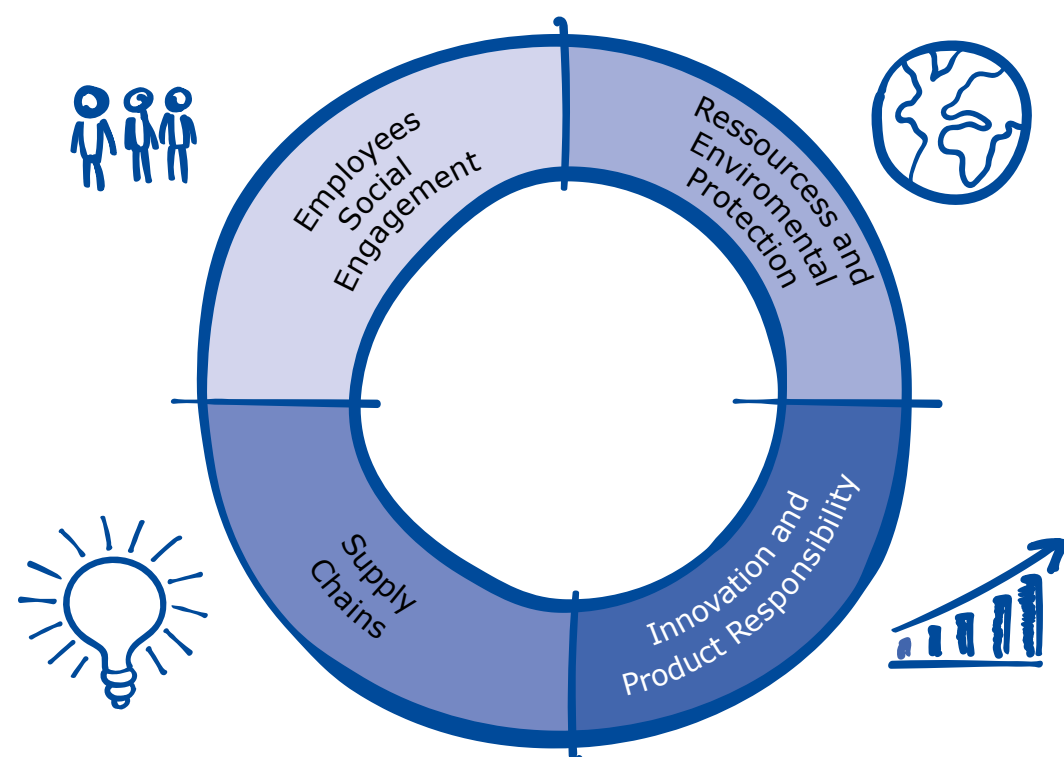 Employees
Social
Engagement
Ressourcess and
Enviromental
Protection
Supply
Chains
Innovation and
Product Responsibility